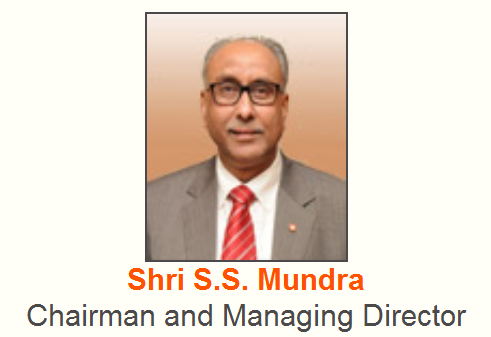 Shri S.S. Mundra
Chairman and Managing Director